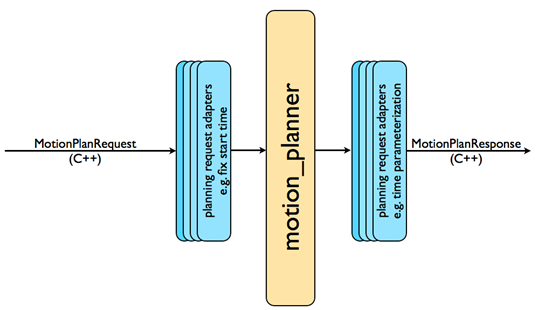 MotionPlanRequest
(C++)
planning request adapters
e.g. fix start time
motion_planner
planning request adapters
e.g. time parameterization
MotionPlanResponse
(C++)